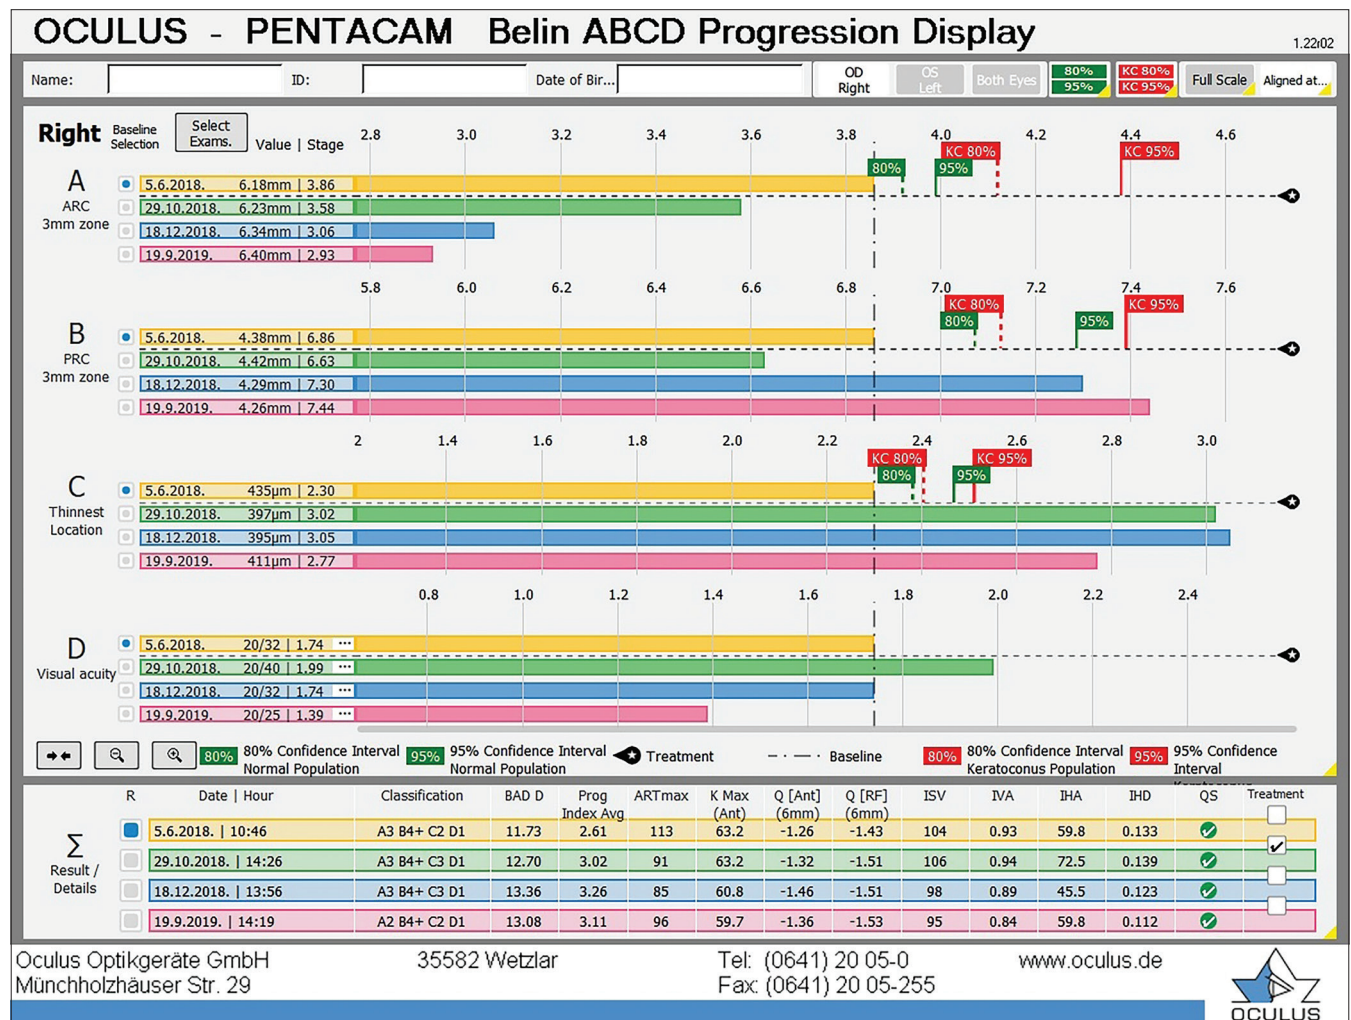 OCULUS - PENTACAM Belin ABCD Progression Display
1.22r02
Name: ID: Date of Bir... OD Right OS Left Both Eyes 80% 95% KC 80% KC 95% Full Scale Aligned at...
Right Baseline Selection Select Exams. Value | Stage 2.8 3.0 3.2 3.4 3.6 3.8 4.0 4.2 4.4 4.6
KC 80% KC 95%
80% 95%
A
ARC
3mm zone
5.6.2018. 6.18mm | 3.86
29.10.2018. 6.23mm | 3.58
18.12.2018. 6.34mm | 3.06
19.9.2019. 6.40mm | 2.93
5.8 6.0 6.2 6.4 6.6 6.8 7.0 7.2 7.4 7.6
KC 80% KC 95%
80% 95%
B
PRC
3mm zone
5.6.2018. 4.38mm | 6.86
29.10.2018. 4.42mm | 6.63
18.12.2018. 4.29mm | 7.30
19.9.2019. 4.26mm | 7.44
2 1.4 1.6 1.8 2.0 2.2 2.4 2.6 2.8 3.0
KC 80% KC 95%
80% 95%
C
Thinnest
Location
5.6.2018. 435µm | 2.30
29.10.2018. 397µm | 3.02
18.12.2018. 395µm | 3.05
19.9.2019. 411µm | 2.77
0.8 1.0 1.2 1.4 1.6 1.8 2.0 2.2 2.4
D
Visual acuity
5.6.2018. 20/32 | 1.74 ...
29.10.2018. 20/40 | 1.99 ...
18.12.2018. 20/32 | 1.74 ...
19.9.2019. 20/25 | 1.39 ...
80% 80% Confidence Interval Normal Population 95% 95% Confidence Interval Normal Population Treatment Baseline 80% 80% Confidence Interval Keratoconus Population 95% 95% Confidence Interval
R Date | Hour Classification BAD D Prog Index Avg ARTmax K Max (Ant) Q [Ant] (6mm) Q [RF] (6mm) ISV IVA IHA IHD QS Treatment
Σ
Result /
Details
5.6.2018. | 10:46 A3 B4+ C2 D1 11.73 2.61 113 63.2 -1.26 -1.43 104 0.93 59.8 0.133
29.10.2018. | 14:26 A3 B4+ C3 D1 12.70 3.02 91 63.2 -1.32 -1.51 106 0.94 72.5 0.139
18.12.2018. | 13:56 A3 B4+ C3 D1 13.36 3.26 85 60.8 -1.46 -1.51 98 0.89 45.5 0.123
19.9.2019. | 14:19 A2 B4+ C2 D1 13.08 3.11 96 59.7 -1.36 -1.53 95 0.84 59.8 0.112
Oculus Optikgeräte GmbH 35582 Wetzlar Tel: (0641) 20 05-0 www.oculus.de
Münchholzhäuser Str. 29 Fax: (0641) 20 05-255
OCULUS